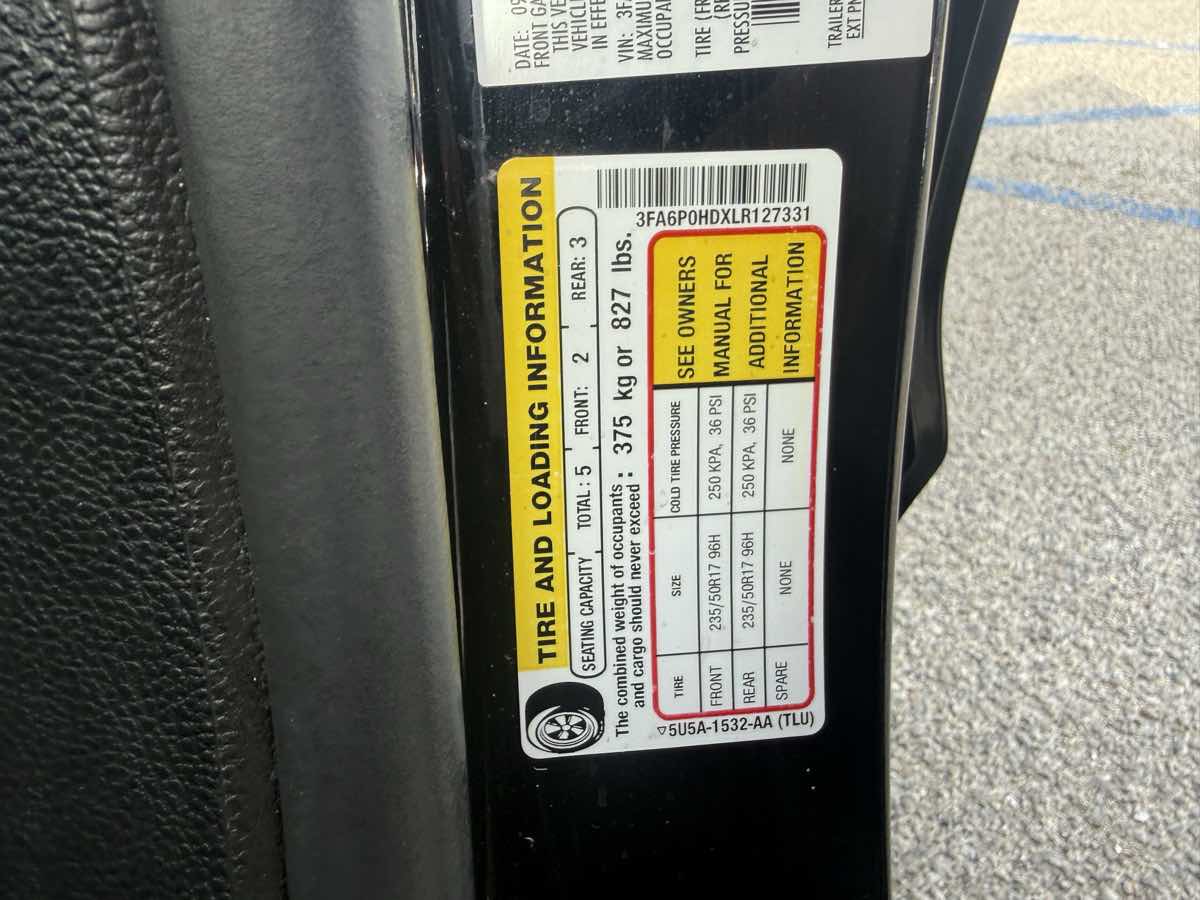 DATE: 09
FRONT GA
THIS VE
VEHICL
IN EFFE
VIN: 3FA
MAXIMU
OCCUPA
TIRE (FR
(RE
PRESSU
TRAILER
EXT PN
TIRE AND LOADING INFORMATION
SEATING CAPACITY TOTAL: 5 FRONT: 2 REAR: 3
The combined weight of occupants and cargo should never exceed : 375 kg or 827 lbs.
3FA6P0HDXLR127331
TIRE SIZE COLD TIRE PRESSURE
FRONT 235/50R17 96H 250 KPA, 36 PSI
REAR 235/50R17 96H 250 KPA, 36 PSI
SPARE NONE NONE
SEE OWNERS
MANUAL FOR
ADDITIONAL
INFORMATION
▽5U5A-1532-AA (TLU)